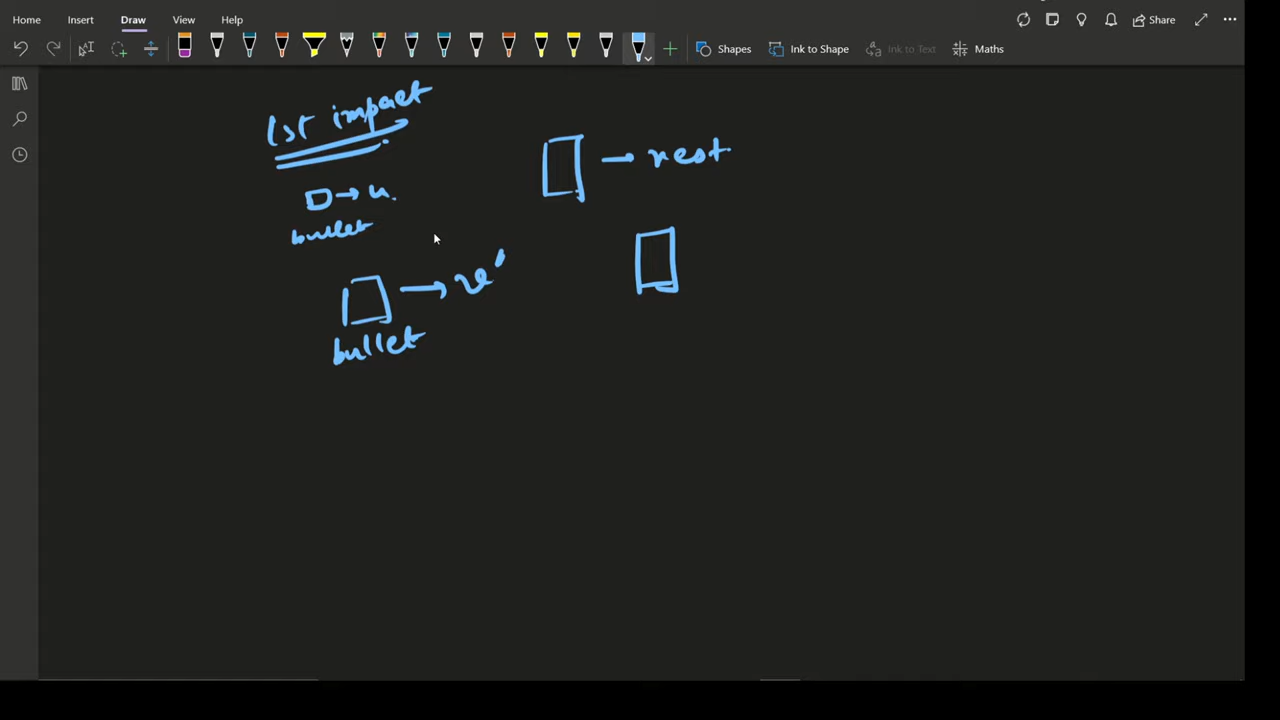 Home Insert Draw View Help Share
Shapes Ink to Shape Ink to Text Maths
1st impact
→ rest
D → u.
bullet
→ v'
bullet